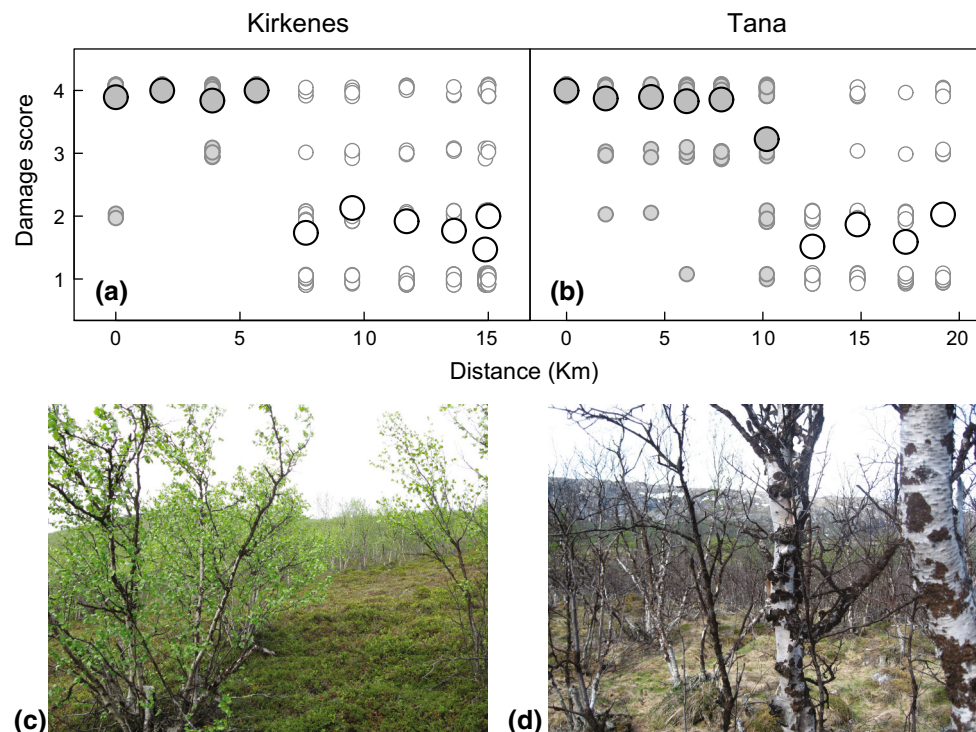 Kirkenes Tana
Damage score
4
3
2
1
(a) (b)
0 5 10 15 0 5 10 15 20
Distance (Km)
(c) (d)